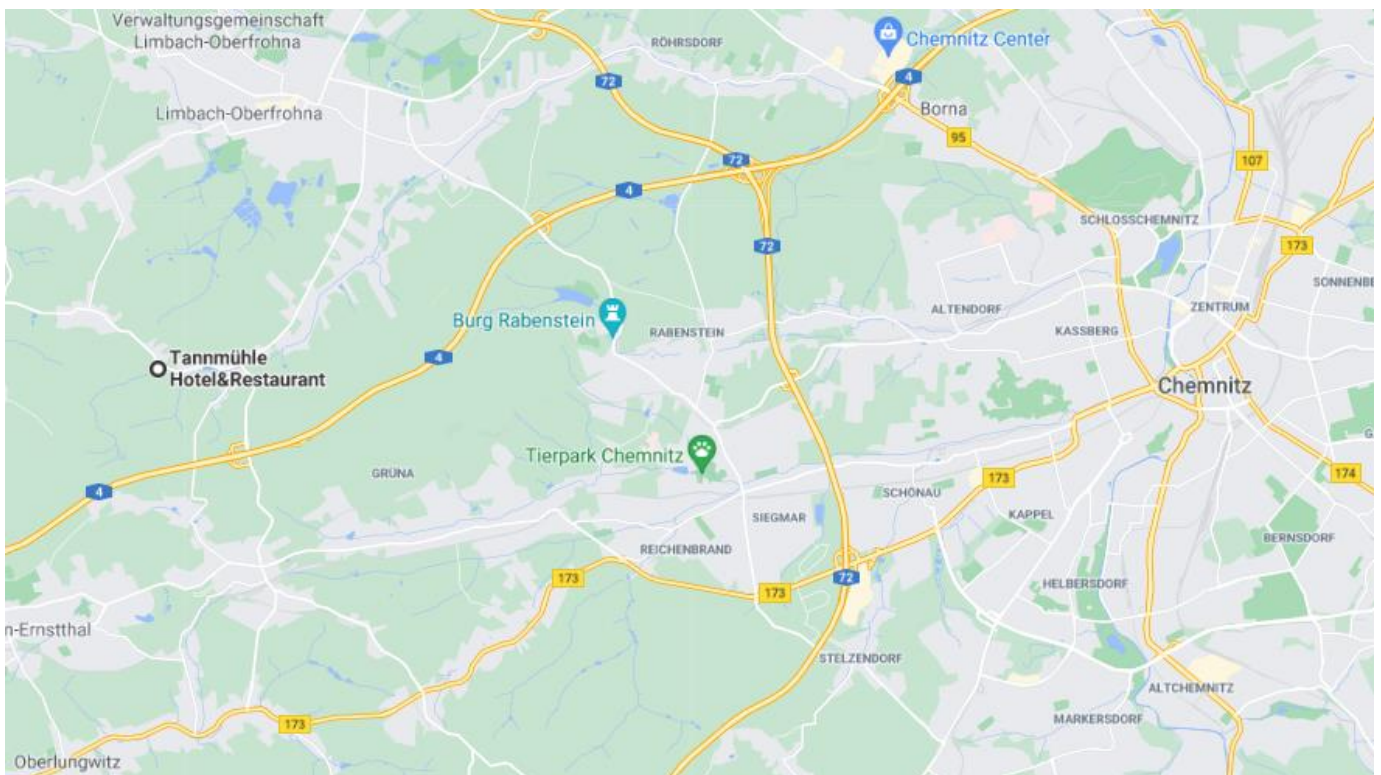 Verwaltungsgemeinschaft
Limbach-Oberfrohna
RÖHRSDORF
Chemnitz Center
72
4
Limbach-Oberfrohna
Borna
95
72
107
4
SCHLOSSCHEMNITZ
72
173
SONNENBE
ZENTRUM
ALTENDORF
Burg Rabenstein
RABENSTEIN
KASSBERG
4
Tannmühle
Hotel&Restaurant
Chemnitz
Tierpark Chemnitz
GRÜNA
4
173
174
SCHÖNAU
SIEGMAR
KAPPEL
REICHENBRAND
BERNSDORF
173
72
HELBERSDORF
173
n-Ernstthal
STELZENDORF
ALTCHEMNITZ
MARKERSDORF
173
Oberlungwitz